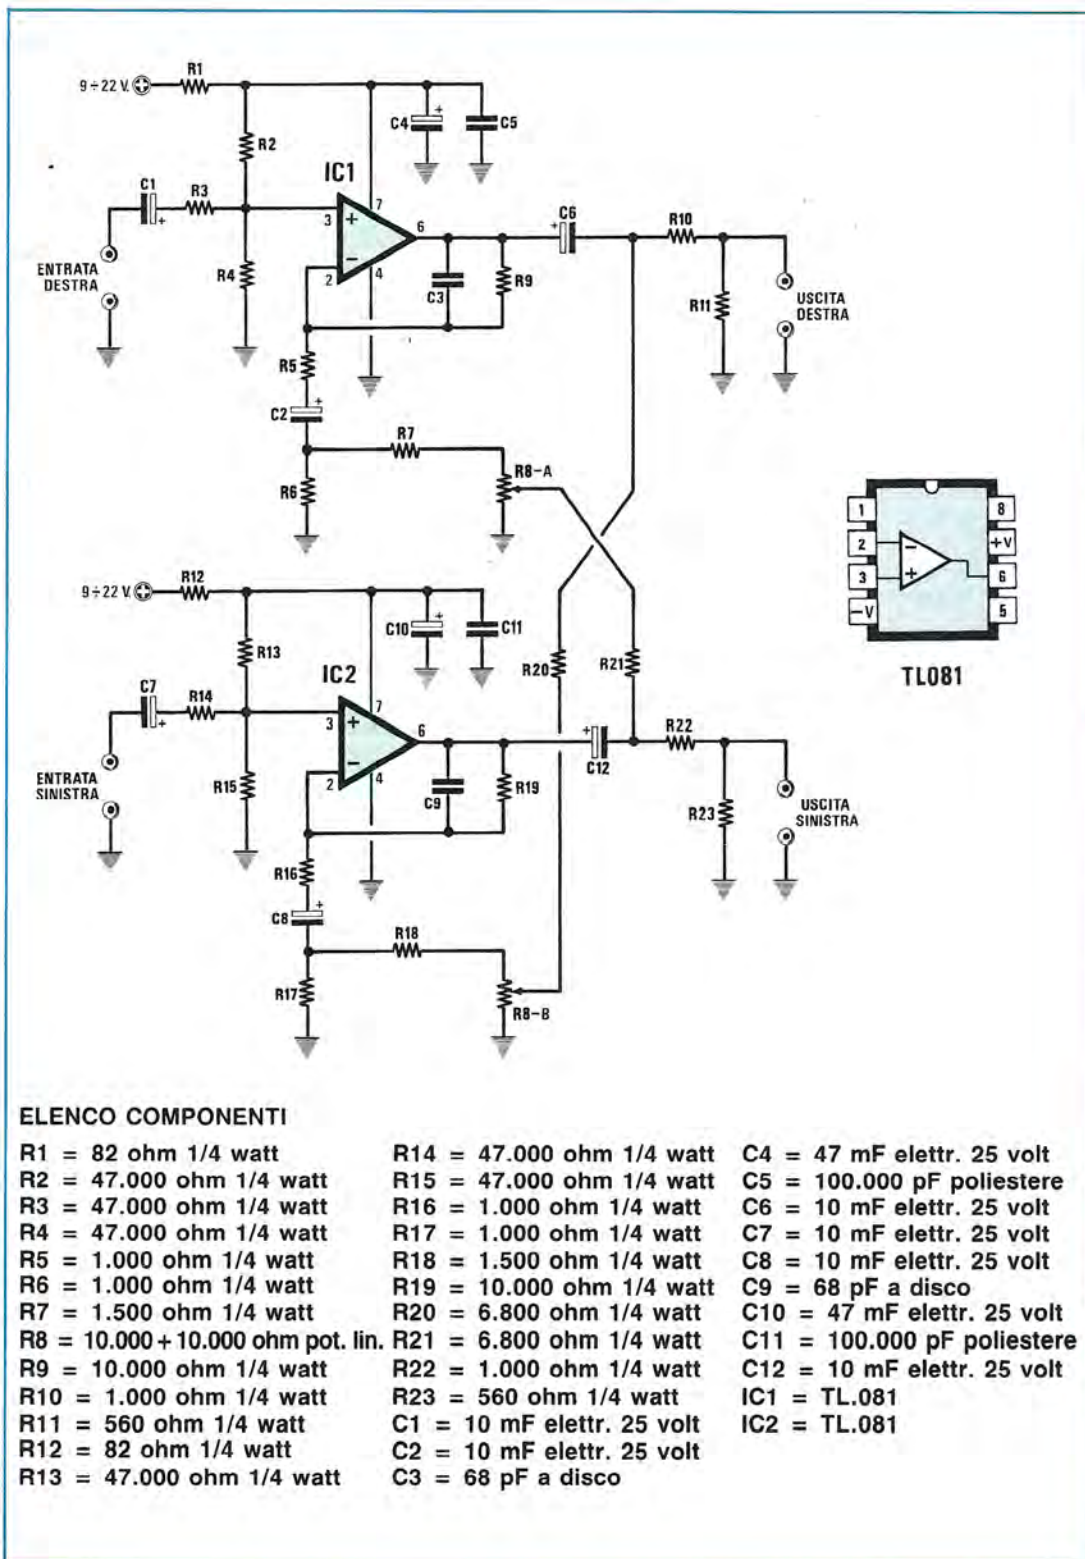 R1
9÷22 V.
R2
C4
+
C5
IC1
C1
R3
+
3
+
7
6
−
2
4
C6
+
R10
ENTRATA
DESTRA
R4
C3
R9
R11
USCITA
DESTRA
R5
C2
+
R7
R6
R8-A
1
8
2
−
+V
3
+
6
−V
5
TL081
9÷22 V.
R12
R13
C10
+
C11
IC2
R20
R21
C7
R14
+
3
+
7
6
−
2
4
+
C12
R22
ENTRATA
SINISTRA
R15
C9
R19
R23
USCITA
SINISTRA
R16
C8
+
R18
R17
R8-B
ELENCO COMPONENTI
R1 = 82 ohm 1/4 watt
R2 = 47.000 ohm 1/4 watt
R3 = 47.000 ohm 1/4 watt
R4 = 47.000 ohm 1/4 watt
R5 = 1.000 ohm 1/4 watt
R6 = 1.000 ohm 1/4 watt
R7 = 1.500 ohm 1/4 watt
R8 = 10.000+10.000 ohm pot. lin.
R9 = 10.000 ohm 1/4 watt
R10 = 1.000 ohm 1/4 watt
R11 = 560 ohm 1/4 watt
R12 = 82 ohm 1/4 watt
R13 = 47.000 ohm 1/4 watt
R14 = 47.000 ohm 1/4 watt
R15 = 47.000 ohm 1/4 watt
R16 = 1.000 ohm 1/4 watt
R17 = 1.000 ohm 1/4 watt
R18 = 1.500 ohm 1/4 watt
R19 = 10.000 ohm 1/4 watt
R20 = 6.800 ohm 1/4 watt
R21 = 6.800 ohm 1/4 watt
R22 = 1.000 ohm 1/4 watt
R23 = 560 ohm 1/4 watt
C1 = 10 mF elettr. 25 volt
C2 = 10 mF elettr. 25 volt
C3 = 68 pF a disco
C4 = 47 mF elettr. 25 volt
C5 = 100.000 pF poliestere
C6 = 10 mF elettr. 25 volt
C7 = 10 mF elettr. 25 volt
C8 = 10 mF elettr. 25 volt
C9 = 68 pF a disco
C10 = 47 mF elettr. 25 volt
C11 = 100.000 pF poliestere
C12 = 10 mF elettr. 25 volt
IC1 = TL.081
IC2 = TL.081